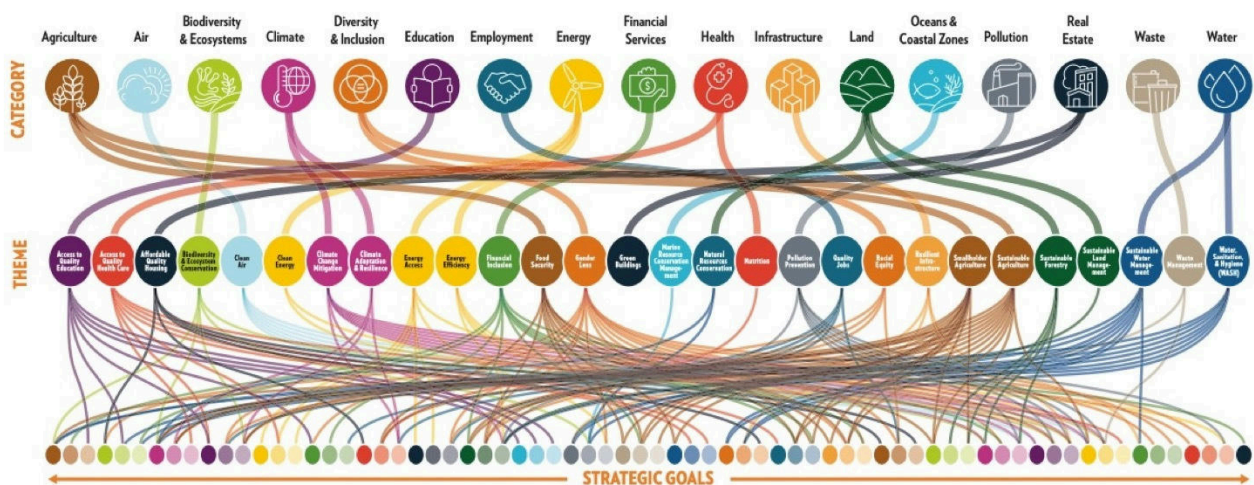 Agriculture
Air
Biodiversity
& Ecosystems
Climate
Diversity
& Inclusion
Education
Employment
Energy
Financial
Services
Health
Infrastructure
Land
Oceans &
Coastal Zones
Pollution
Real
Estate
Waste
Water
CATEGORY
THEME
Access to
Quality
Education
Access to
Quality
Health Care
Affordable
Quality
Housing
Biodiversity
& Ecosystem
Conservation
Clean
Air
Clean
Energy
Climate
Change
Mitigation
Climate
Adaptation
& Resilience
Energy
Access
Energy
Efficiency
Financial
Inclusion
Food
Security
Gender
Lens
Green
Buildings
Marine
Resource
Conservation
Manage-
ment
Natural
Resources
Conservation
Nutrition
Pollution
Prevention
Quality
Jobs
Racial
Equity
Resilient
Infra-
structure
Smallholder
Agriculture
Sustainable
Agriculture
Sustainable
Forestry
Sustainable
Land
Manage-
ment
Sustainable
Water
Manage-
ment
Waste
Management
Water,
Sanitation,
& Hygiene
(WASH)
STRATEGIC GOALS